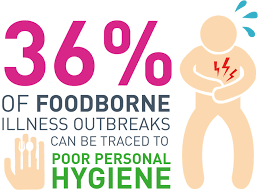 36%
OF FOODBORNE
ILLNESS OUTBREAKS
CAN BE TRACED TO
POOR PERSONAL
HYGIENE